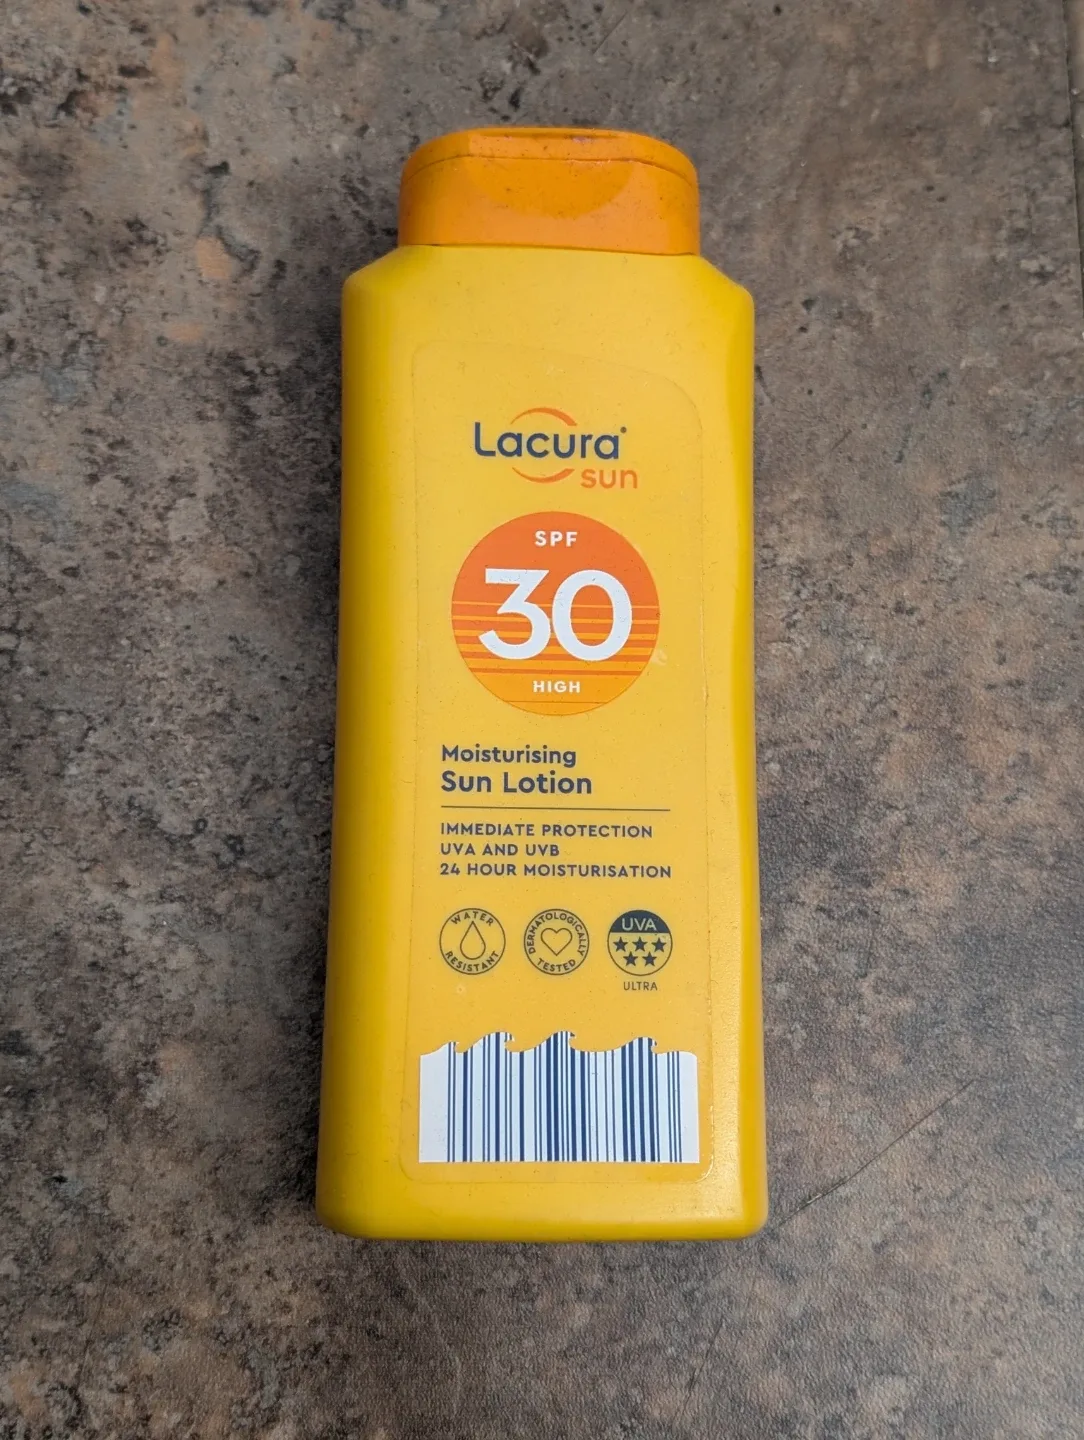 Lacura®
sun
SPF
30
HIGH
Moisturising
Sun Lotion
IMMEDIATE PROTECTION
UVA AND UVB
24 HOUR MOISTURISATION
WATER RESISTANT
DERMATOLOGICALLY TESTED
UVA
ULTRA